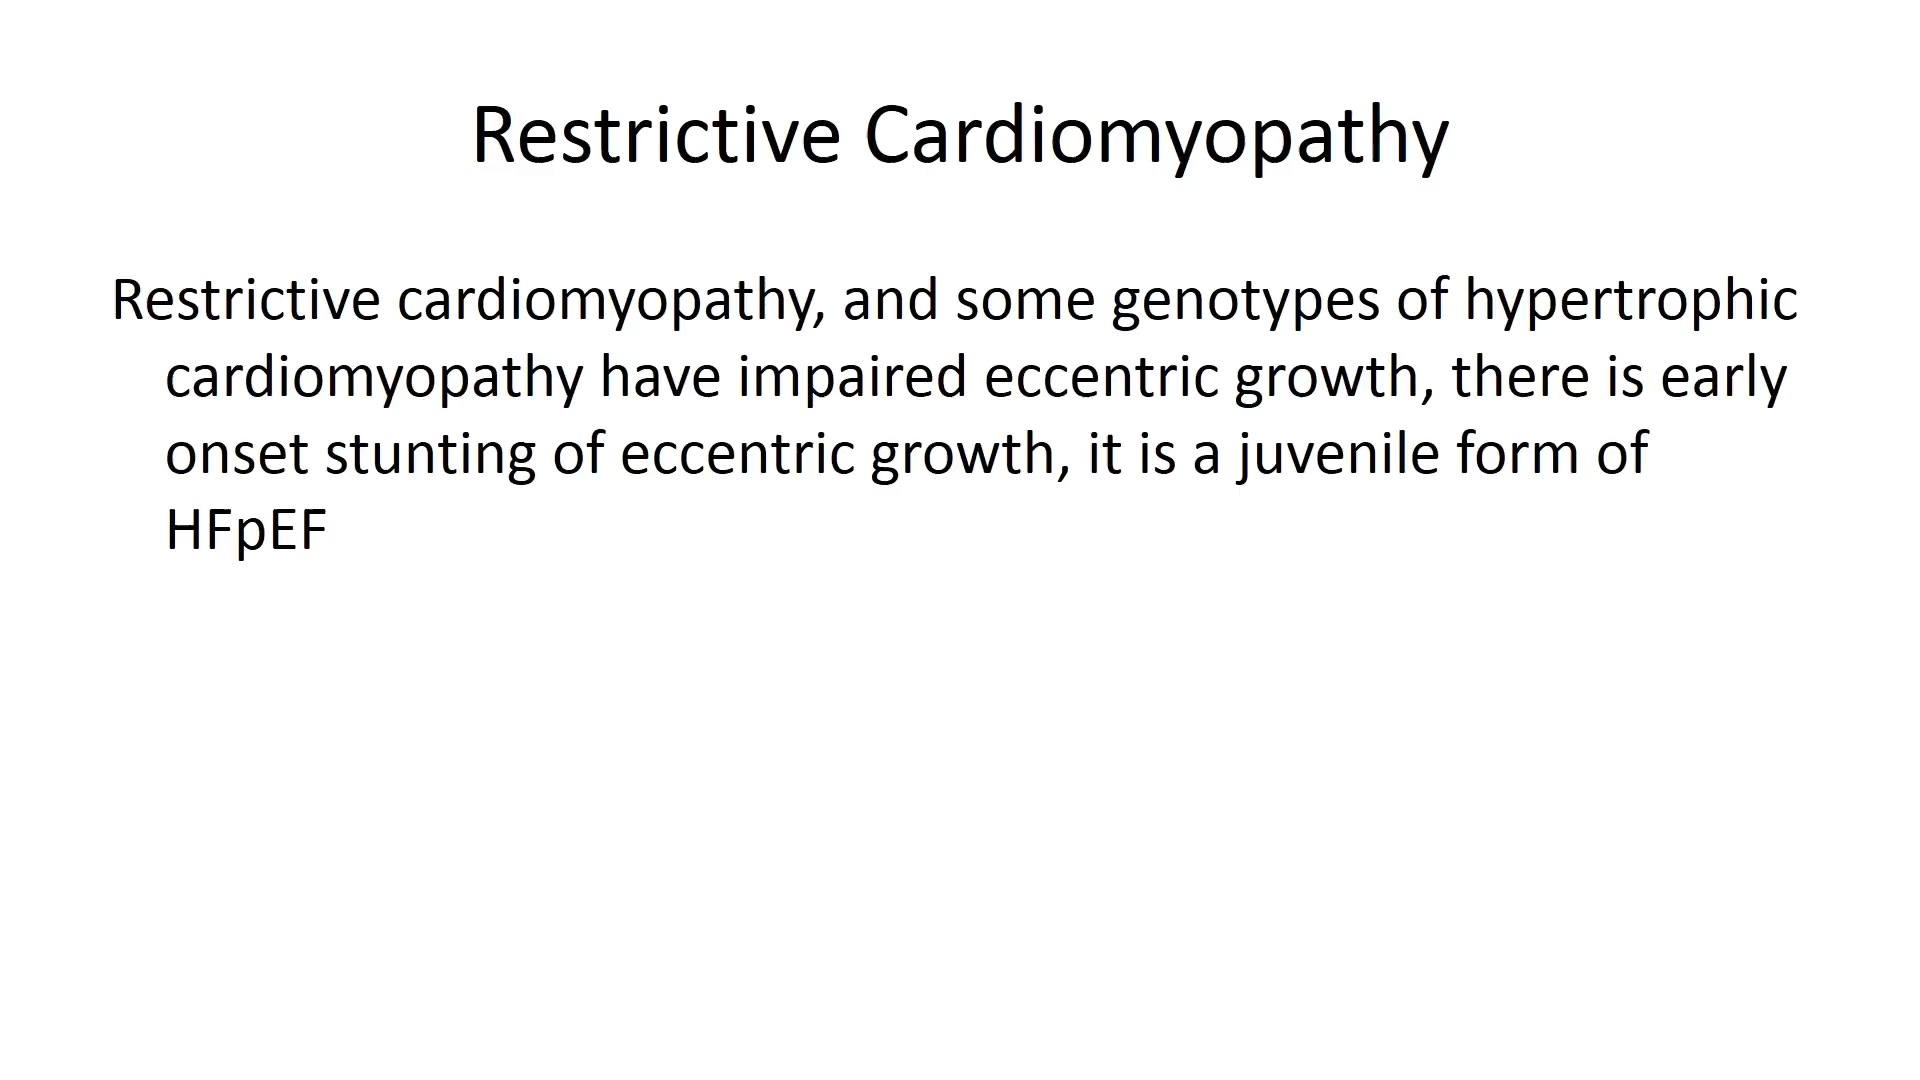 Restrictive Cardiomyopathy
Restrictive cardiomyopathy, and some genotypes of hypertrophic
cardiomyopathy have impaired eccentric growth, there is early
onset stunting of eccentric growth, it is a juvenile form of
HFpEF